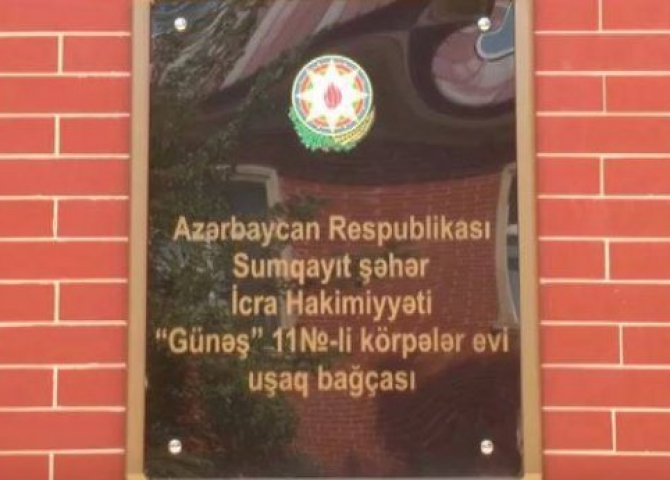 Azərbaycan Respublikası
Sumqayıt şəhər
İcra Hakimiyyəti
“Günəş” 11№-li körpələr evi
uşaq bağçası